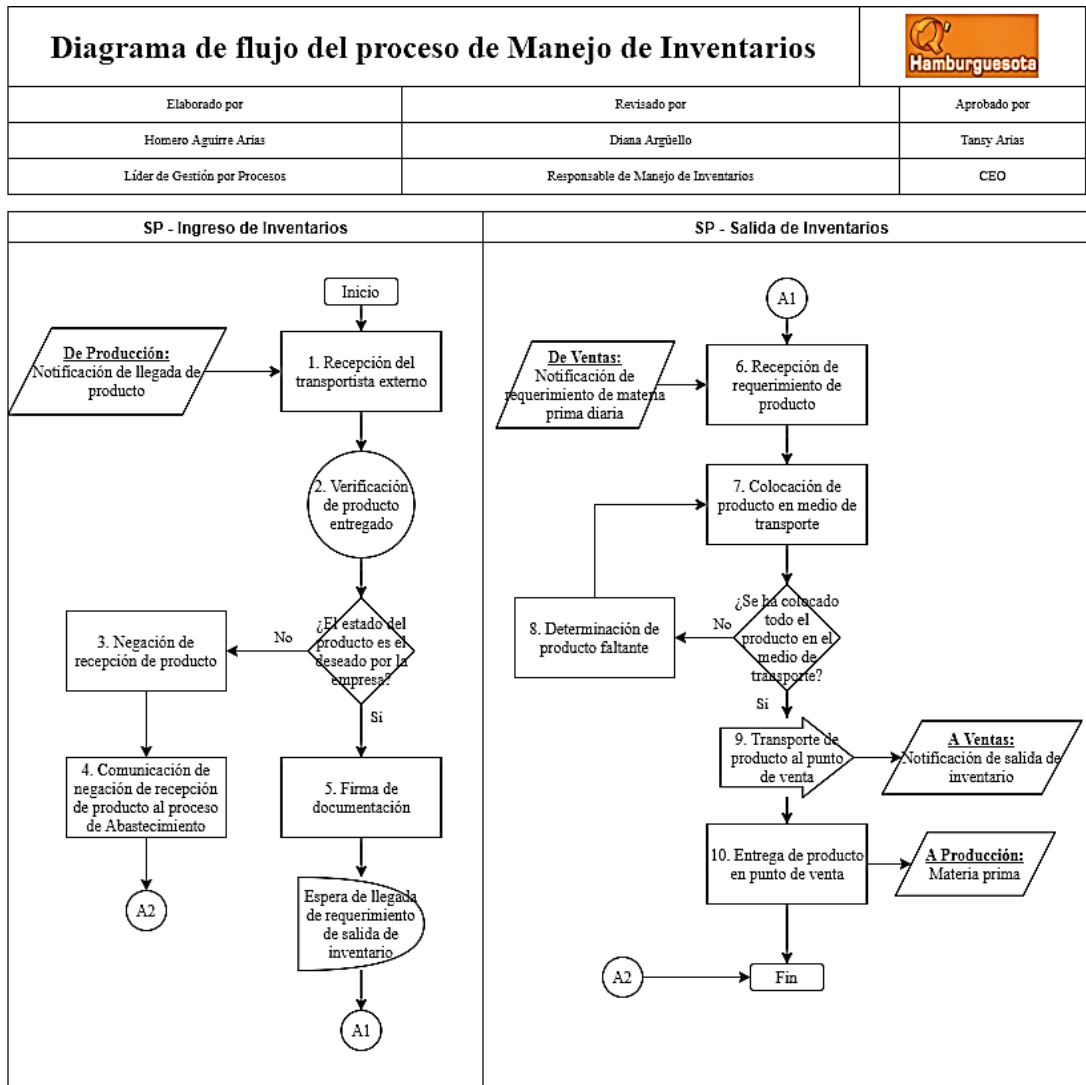 Diagrama de flujo del proceso de Manejo de Inventarios
Q'
Hamburguesota
Elaborado por
Revisado por
Aprobado por
Homero Aguirre Arias
Diana Argüello
Tansy Arias
Líder de Gestión por Procesos
Responsable de Manejo de Inventarios
CEO
SP - Ingreso de Inventarios
Inicio
De Producción:
Notificación de llegada de
producto
1. Recepción del
transportista externo
2. Verificación
de producto
entregado
¿El estado del
producto es el
deseado por la
empresa?
No
Si
3. Negación de
recepción de producto
4. Comunicación de
negación de recepción
de producto al proceso
de Abastecimiento
A2
5. Firma de
documentación
Espera de llegada
de requerimiento
de salida de
inventario
A1
SP - Salida de Inventarios
A1
De Ventas:
Notificación de
requerimiento de materia
prima diaria
6. Recepción de
requerimiento de
producto
7. Colocación de
producto en medio de
transporte
¿Se ha colocado
todo el
producto en el
medio de
transporte?
No
Si
8. Determinación de
producto faltante
9. Transporte de
producto al punto
de venta
A Ventas:
Notificación de salida de
inventario
10. Entrega de producto
en punto de venta
A Producción:
Materia prima
A2
Fin